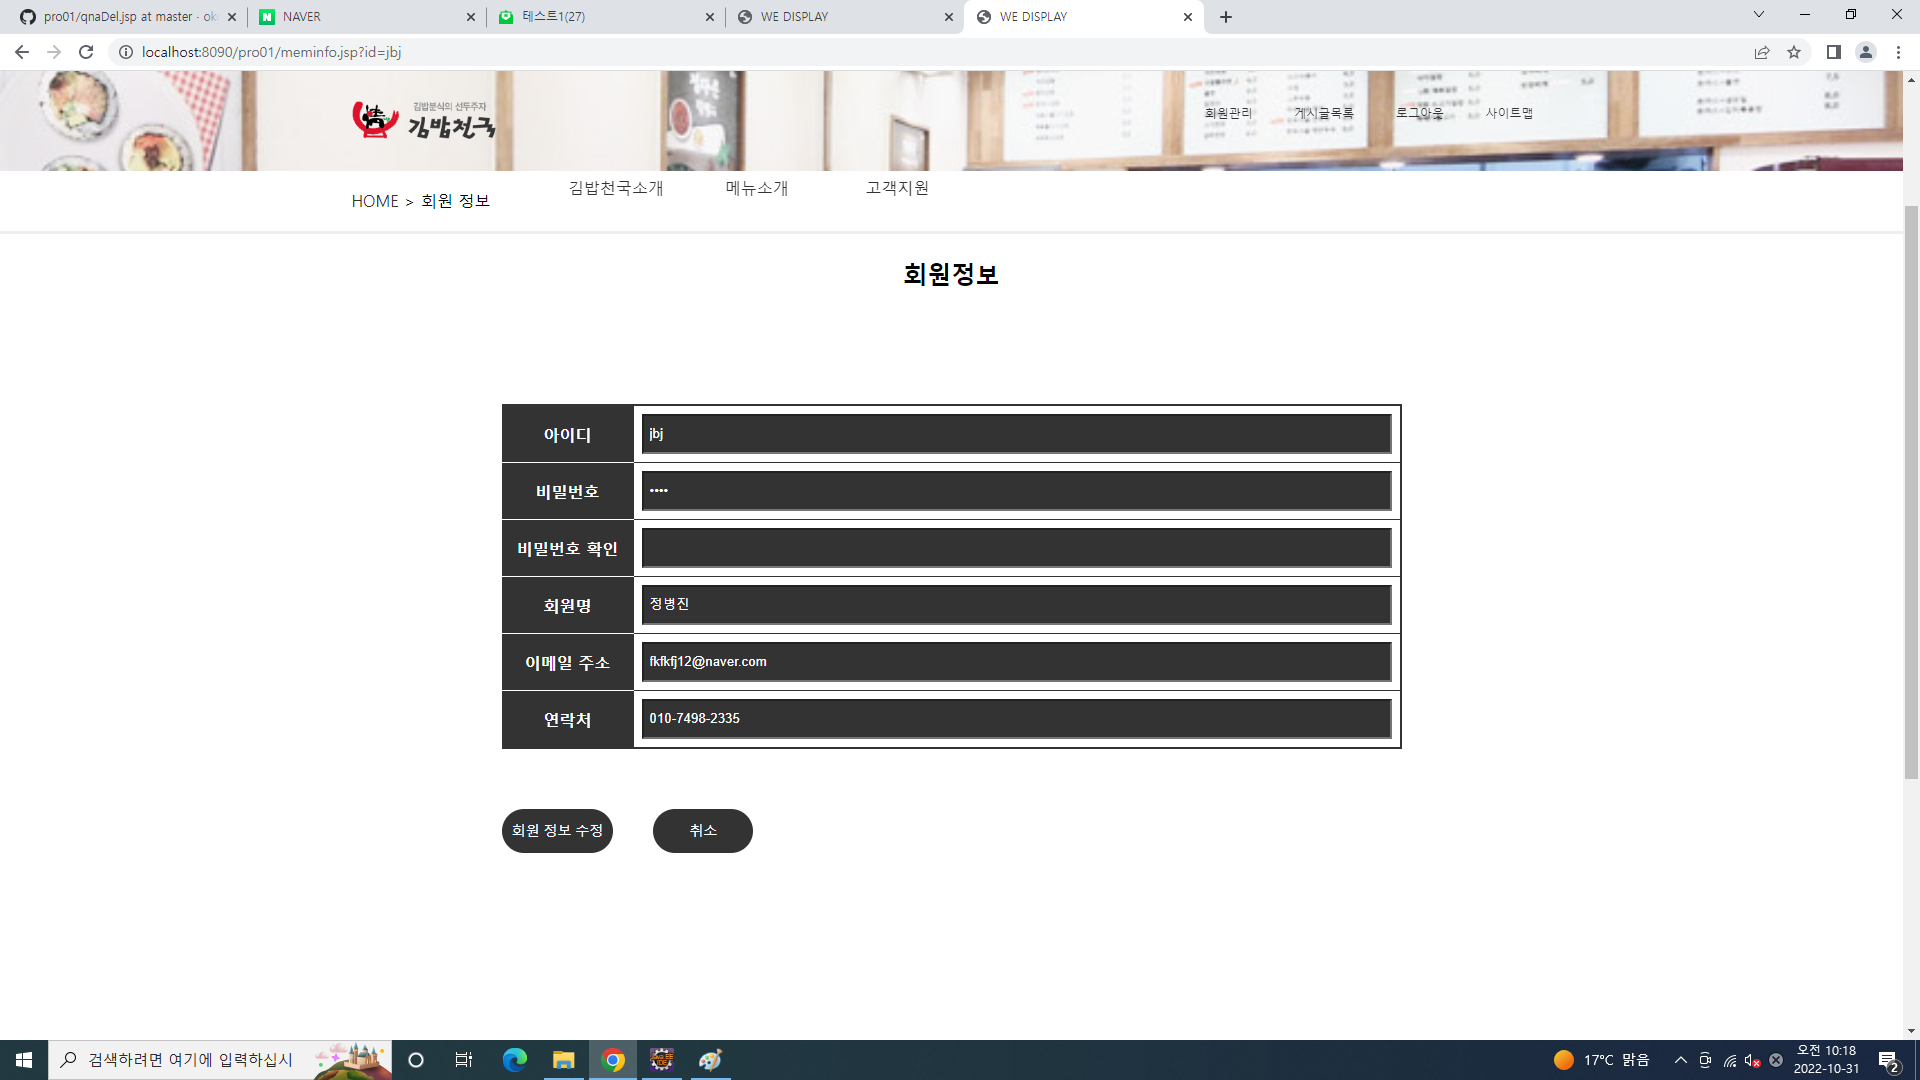 pro01/qnaDel.jsp at master · ok
NAVER
테스트1(27)
WE DISPLAY
WE DISPLAY
localhost:8090/pro01/meminfo.jsp?id=jbj
김밥분식의 선두주자
김밥천국
회원관리
게시글목록
로그아웃
사이트맵
HOME > 회원 정보
김밥천국소개
메뉴소개
고객지원
회원정보
아이디
jbj
비밀번호
••••
비밀번호 확인
회원명
정병진
이메일 주소
fkfkfj12@naver.com
연락처
010-7498-2335
회원 정보 수정
취소
검색하려면 여기에 입력하십시
17°C 맑음
오전 10:18
2022-10-31
2